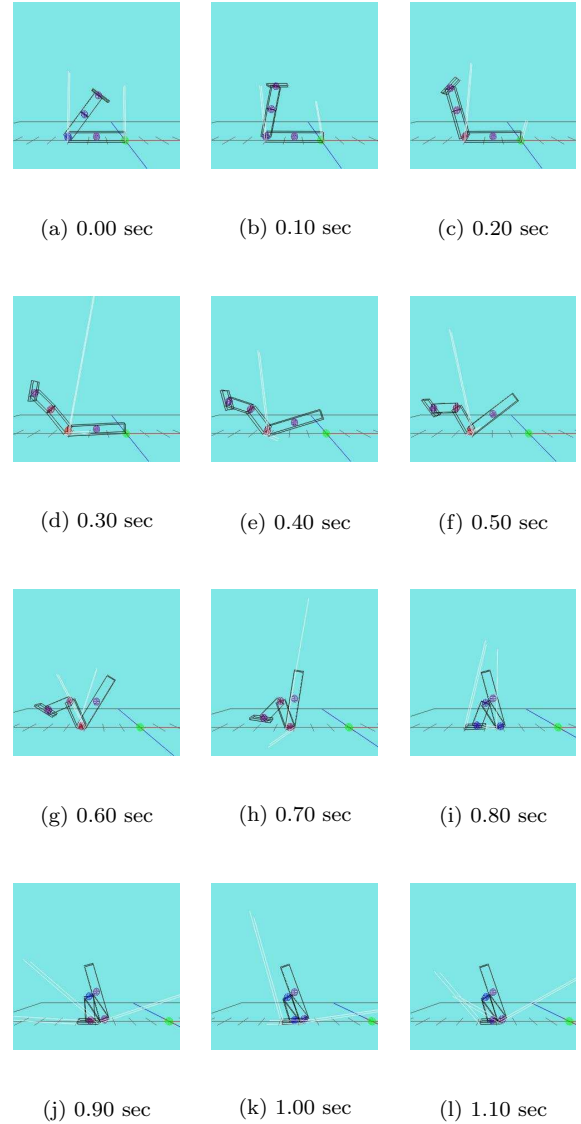 (a) 0.00 sec
(b) 0.10 sec
(c) 0.20 sec
(d) 0.30 sec
(e) 0.40 sec
(f) 0.50 sec
(g) 0.60 sec
(h) 0.70 sec
(i) 0.80 sec
(j) 0.90 sec
(k) 1.00 sec
(l) 1.10 sec